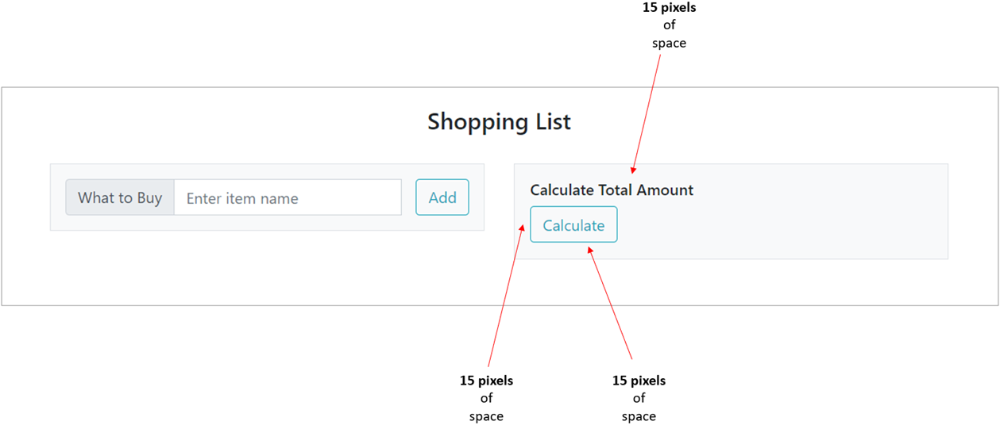 15 pixels
of
space
Shopping List
What to Buy Enter item name Add
Calculate Total Amount
Calculate
15 pixels
of
space
15 pixels
of
space